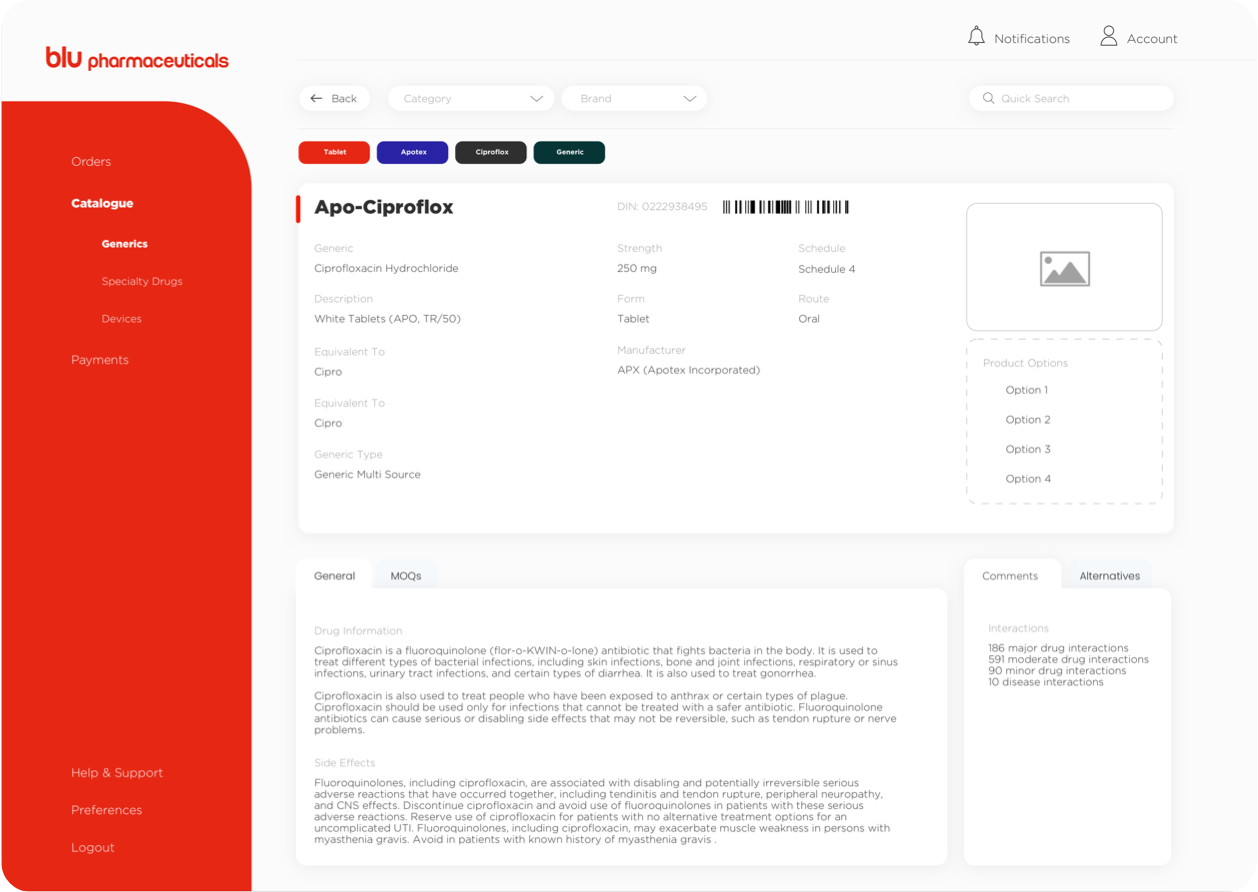 blu pharmaceuticals
Notifications
Account
Back
Category
Brand
Quick Search
Orders
Catalogue
Generics
Specialty Drugs
Devices
Payments
Help & Support
Preferences
Logout
Tablet
Apotex
Ciproflox
Generic
Apo-Ciproflox
DIN: 0222938495
Generic
Ciprofloxacin Hydrochloride
Strength
250 mg
Schedule
Schedule 4
Description
White Tablets (APO, TR/50)
Form
Tablet
Route
Oral
Equivalent To
Cipro
Manufacturer
APX (Apotex Incorporated)
Equivalent To
Cipro
Generic Type
Generic Multi Source
Product Options
Option 1
Option 2
Option 3
Option 4
General
MOQs
Drug Information
Ciprofloxacin is a fluoroquinolone (flor-o-KWIN-o-lone) antibiotic that fights bacteria in the body. It is used to
treat different types of bacterial infections, including skin infections, bone and joint infections, respiratory or sinus
infections, urinary tract infections, and certain types of diarrhea. It is also used to treat gonorrhea.
Ciprofloxacin is also used to treat people who have been exposed to anthrax or certain types of plague.
Ciprofloxacin should be used only for infections that cannot be treated with a safer antibiotic. Fluoroquinolone
antibiotics can cause serious or disabling side effects that may not be reversible, such as tendon rupture or nerve
problems.
Side Effects
Fluoroquinolones, including ciprofloxacin, are associated with disabling and potentially irreversible serious
adverse reactions that have occurred together, including tendinitis and tendon rupture, peripheral neuropathy,
and CNS effects. Discontinue ciprofloxacin and avoid use of fluoroquinolones in patients with these serious
adverse reactions. Reserve use of ciprofloxacin for patients with no alternative treatment options for an
uncomplicated UTI. Fluoroquinolones, including ciprofloxacin, may exacerbate muscle weakness in persons with
myasthenia gravis. Avoid in patients with known history of myasthenia gravis .
Comments
Alternatives
Interactions
186 major drug interactions
591 moderate drug interactions
90 minor drug interactions
10 disease interactions